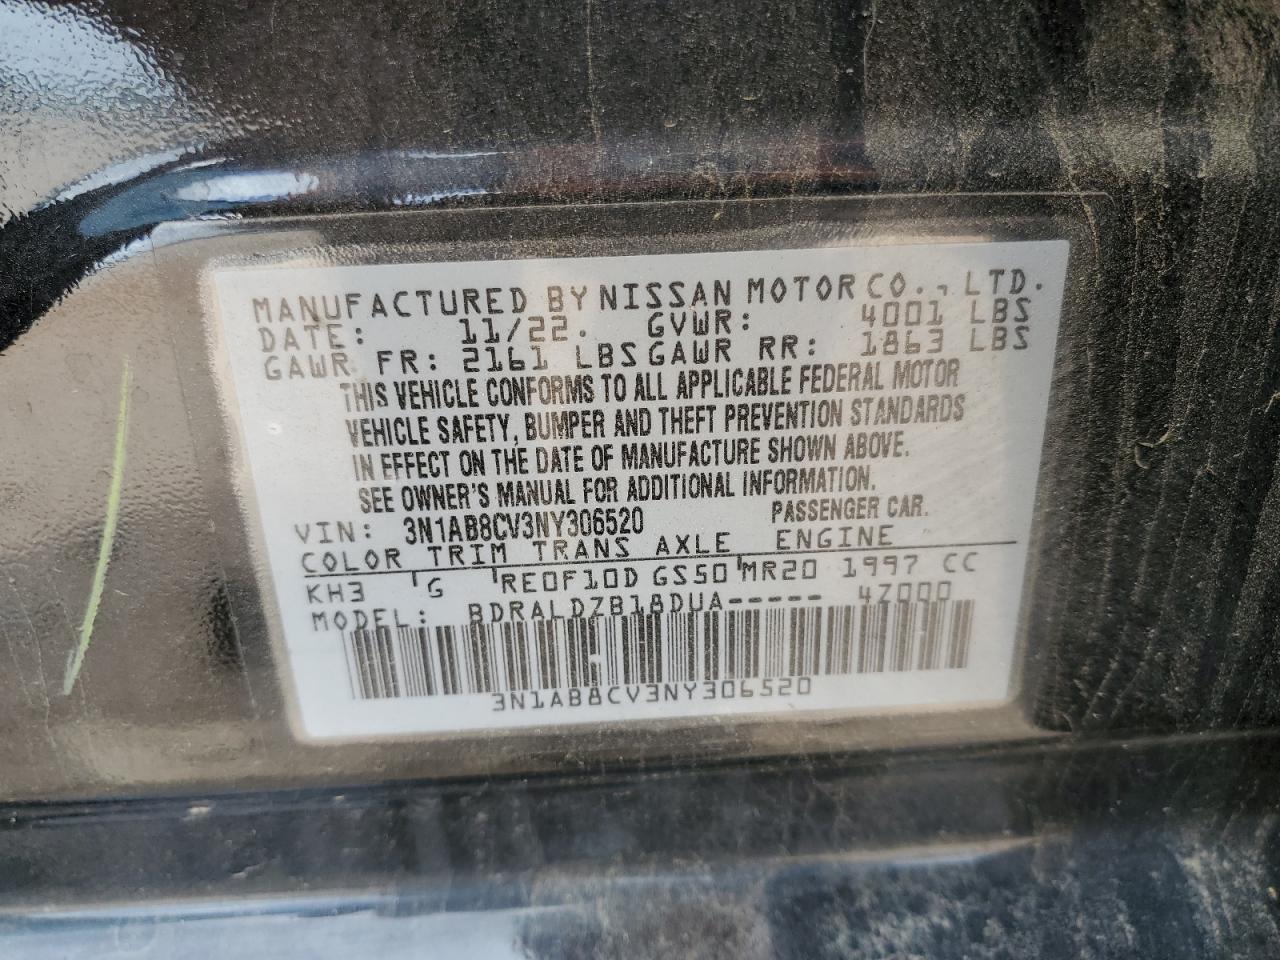 MANUFACTURED BY NISSAN MOTOR CO., LTD.
DATE: 11/22. GVWR: 4001 LBS
GAWR FR: 2161 LBS GAWR RR: 1863 LBS
THIS VEHICLE CONFORMS TO ALL APPLICABLE FEDERAL MOTOR
VEHICLE SAFETY, BUMPER AND THEFT PREVENTION STANDARDS
IN EFFECT ON THE DATE OF MANUFACTURE SHOWN ABOVE.
SEE OWNER'S MANUAL FOR ADDITIONAL INFORMATION.
VIN: 3N1AB8CV3NY306520 PASSENGER CAR.
COLOR TRIM TRANS AXLE ENGINE
KH3 G RE0F10D GS50 MR20 1997 CC
MODEL: BDRALDZB18DUA----- 4Z000
3N1AB8CV3NY306520